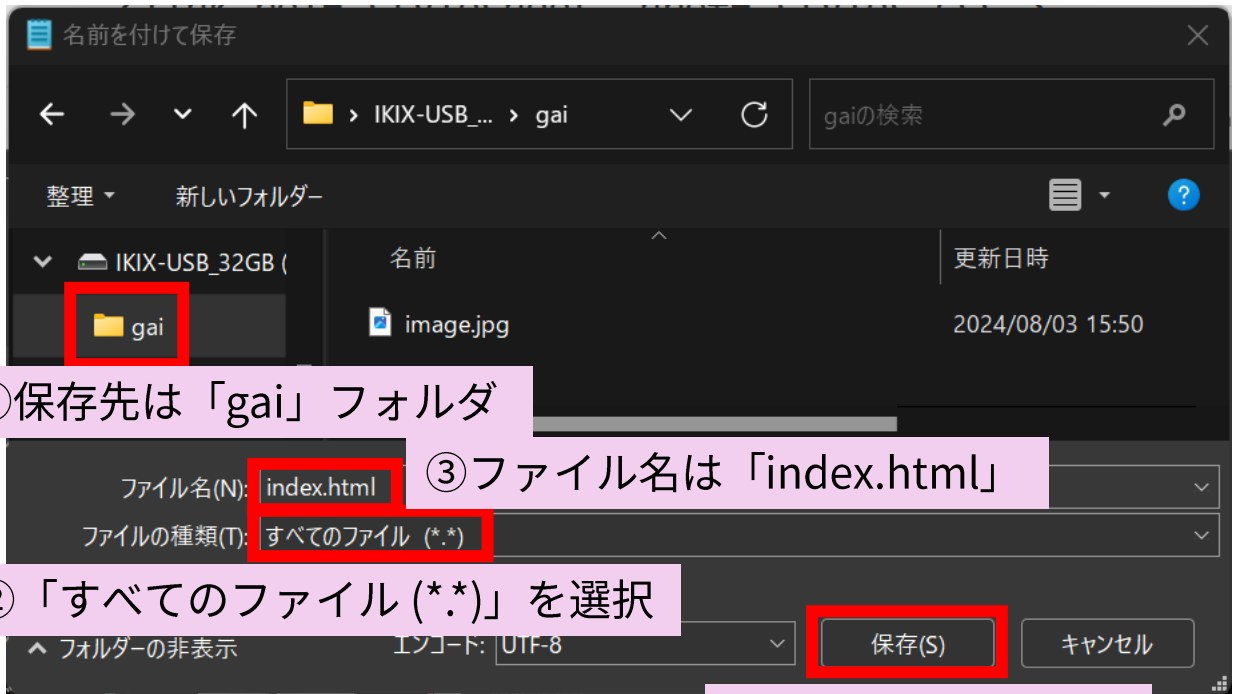 名前を付けて保存
IKIX-USB_... › gai
gaiの検索
整理
新しいフォルダー
IKIX-USB_32GB (
名前
更新日時
gai
image.jpg
2024/08/03 15:50
保存先は「gai」フォルダ
③ファイル名は「index.html」
ファイル名(N): index.html
ファイルの種類(T): すべてのファイル (*.*)
②「すべてのファイル (*.*)」を選択
フォルダーの非表示
エンコード: UTF-8
保存(S)
キャンセル